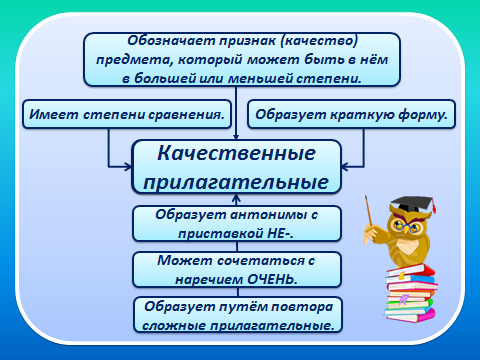 Обозначает признак (качество)
предмета, который может быть в нём
в большей или меньшей степени.
Имеет степени сравнения.
Образует краткую форму.
Качественные
прилагательные
Образует антонимы с
приставкой НЕ-.
Может сочетаться с
наречием ОЧЕНЬ.
Образует путём повтора
сложные прилагательные.